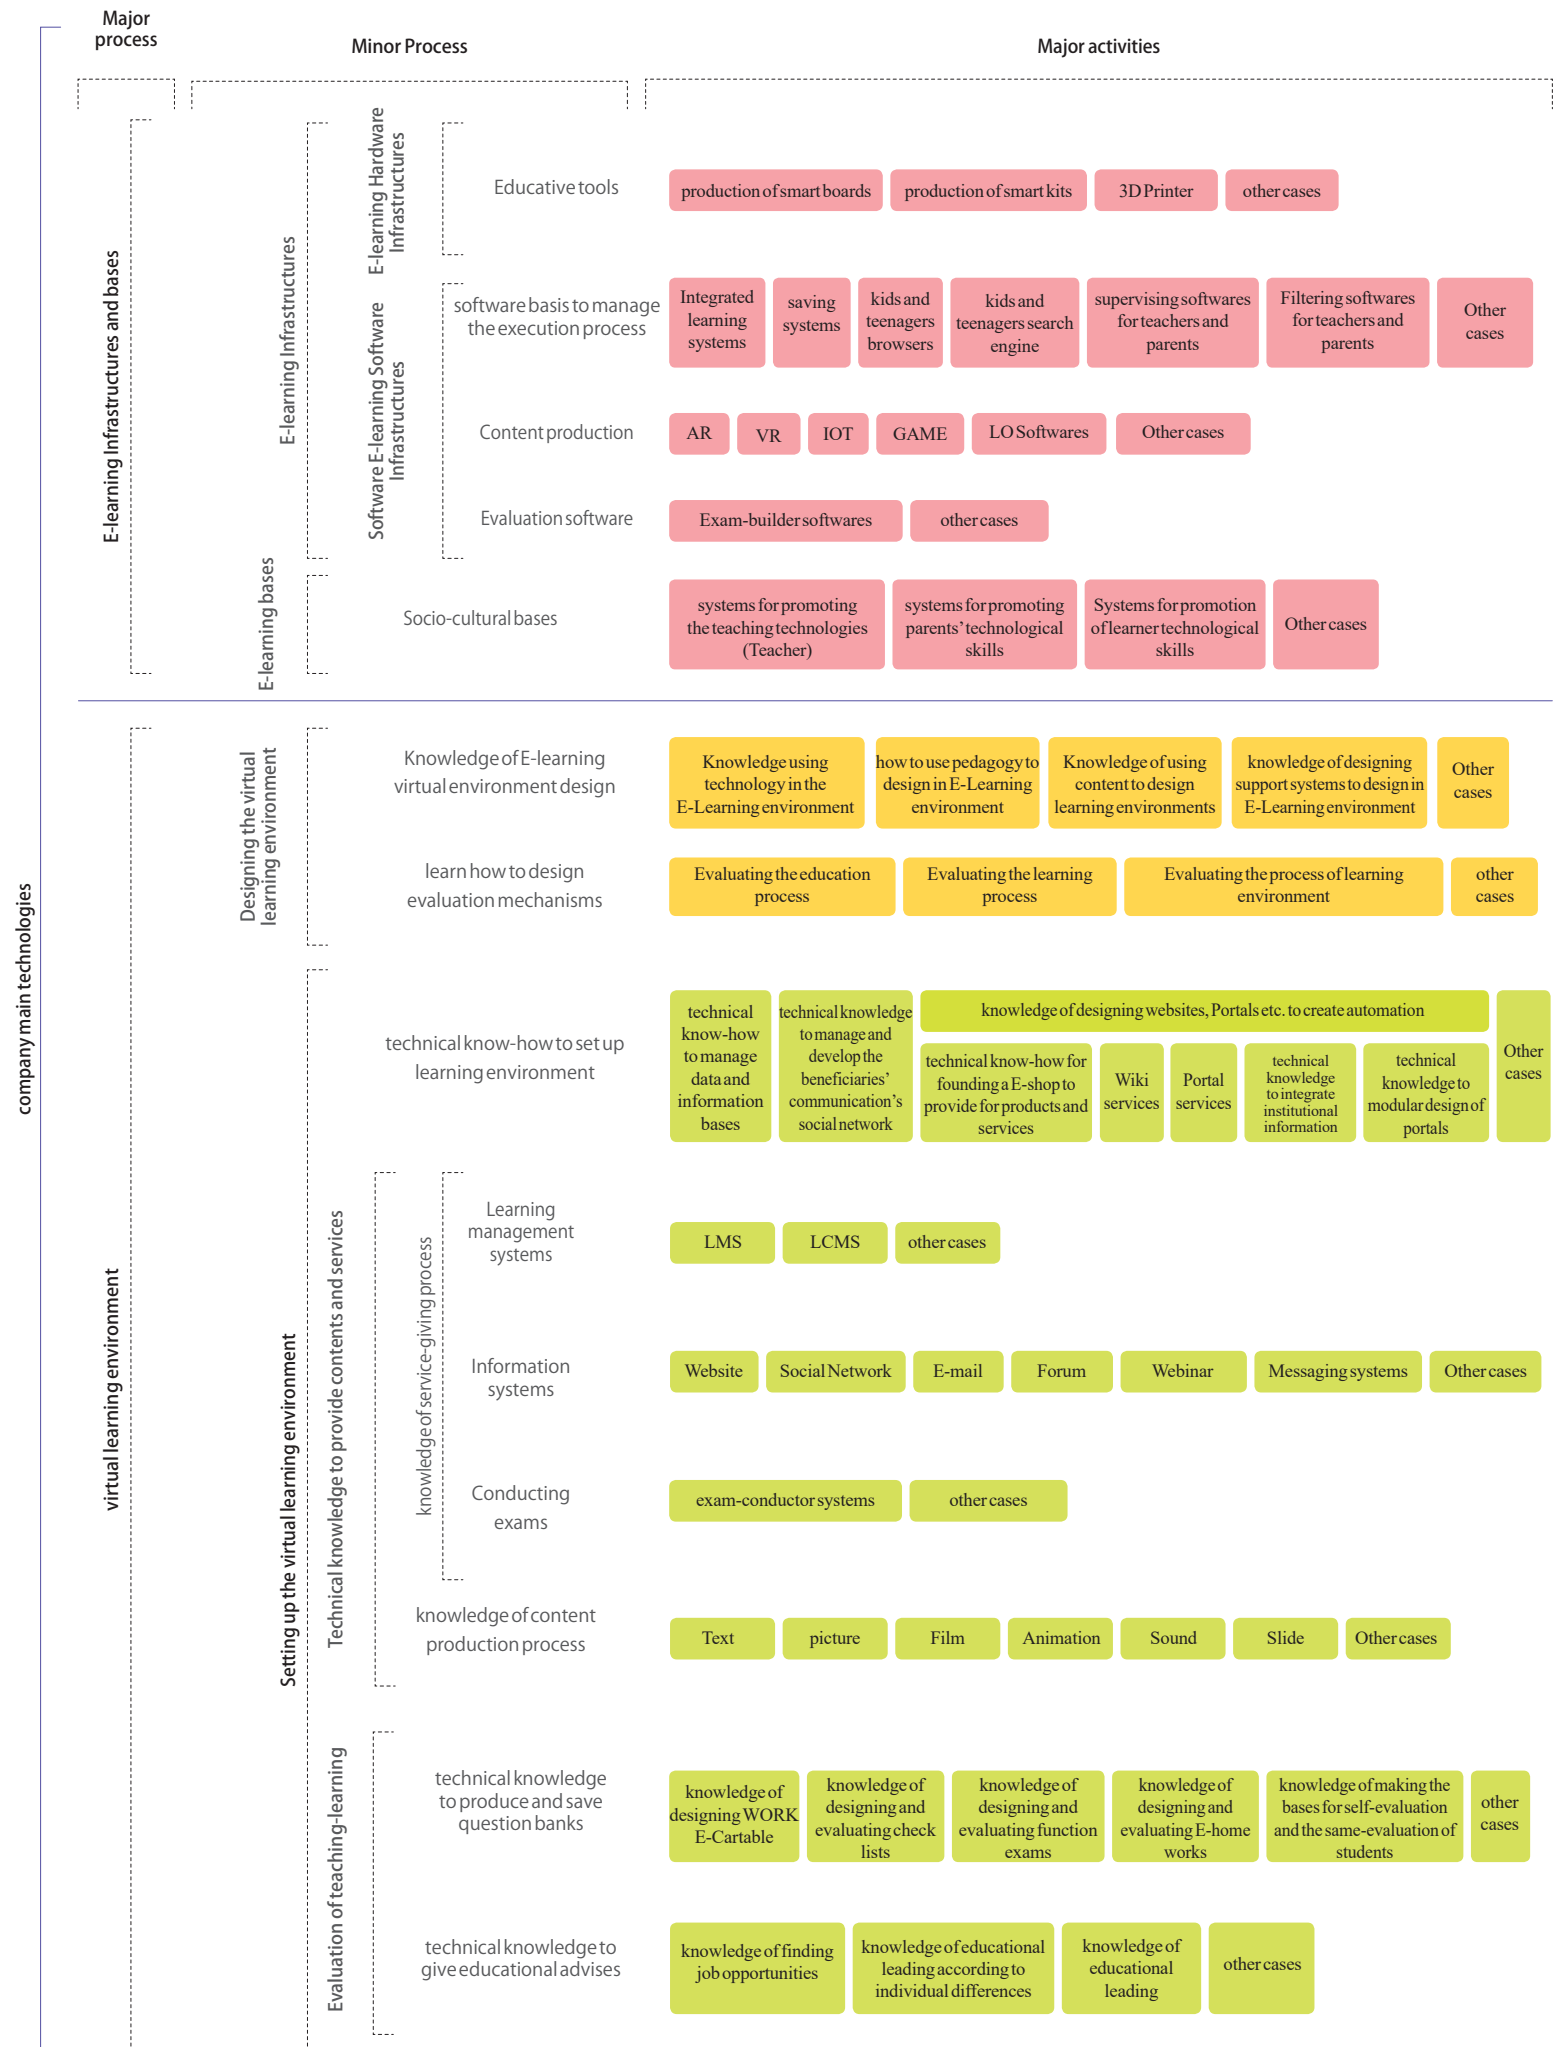 Major
process
Minor Process
Major activities
company main technologies
E-learning Infrastructures and bases
E-learning Infrastructures
E-learning Hardware
Infrastructures
Educative tools
production of smart boards
production of smart kits
3D Printer
other cases
Software E-learning Software
Infrastructures
software basis to manage
the execution process
Integrated
learning
systems
saving
systems
kids and
teenagers
browsers
kids and
teenagers search
engine
supervising softwares
for teachers and
parents
Filtering softwares
for teachers and
parents
Other
cases
Content production
AR
VR
IOT
GAME
LO Softwares
Other cases
Evaluation software
Exam-builder softwares
other cases
E-learning bases
Socio-cultural bases
systems for promoting
the teaching technologies
(Teacher)
systems for promoting
parents’ technological
skills
Systems for promotion
of learner technological
skills
Other cases
virtual learning environment
Designing the virtual
learning environment
Knowledge of E-learning
virtual environment design
Knowledge using
technology in the
E-Learning environment
how to use pedagogy to
design in E-Learning
environment
Knowledge of using
content to design
learning environments
knowledge of designing
support systems to design in
E-Learning environment
Other
cases
learn how to design
evaluation mechanisms
Evaluating the education
process
Evaluating the learning
process
Evaluating the process of learning
environment
other
cases
Setting up the virtual learning environment
technical know-how to set up
learning environment
technical
know-how
to manage
data and
information
bases
technical knowledge
to manage and
develop the
beneficiaries’
communication’s
social network
knowledge of designing websites, Portals etc. to create automation
technical know-how for
founding a E-shop to
provide for products and
services
Wiki
services
Portal
services
technical
knowledge
to integrate
institutional
information
technical
knowledge to
modular design of
portals
Other
cases
Technical knowledge to provide contents and services
knowledge of service-giving process
Learning
management
systems
LMS
LCMS
other cases
Information
systems
Website
Social Network
E-mail
Forum
Webinar
Messaging systems
Other cases
Conducting
exams
exam-conductor systems
other cases
knowledge of content
production process
Text
picture
Film
Animation
Sound
Slide
Other cases
Evaluation of teaching-learning
technical knowledge
to produce and save
question banks
knowledge of
designing WORK
E-Cartable
knowledge of
designing and
evaluating check
lists
knowledge of
designing and
evaluating function
exams
knowledge of
designing and
evaluating E-home
works
knowledge of making the
bases for self-evaluation
and the same-evaluation of
students
other
cases
technical knowledge to
give educational advises
knowledge of finding
job opportunities
knowledge of educational
leading according to
individual differences
knowledge of
educational
leading
other cases